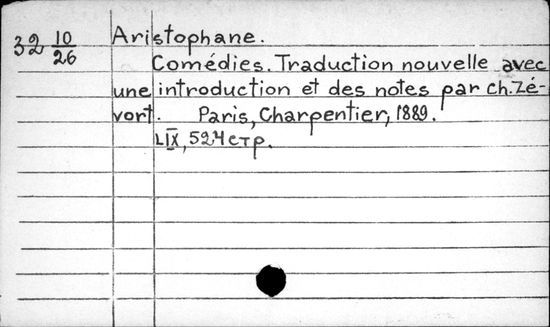 32 10/26 Aristophane.
Comédies. Traduction nouvelle avec
une introduction et des notes par ch. Zé-
vort. Paris, Charpentier, 1889.
LIX, 524 стр.